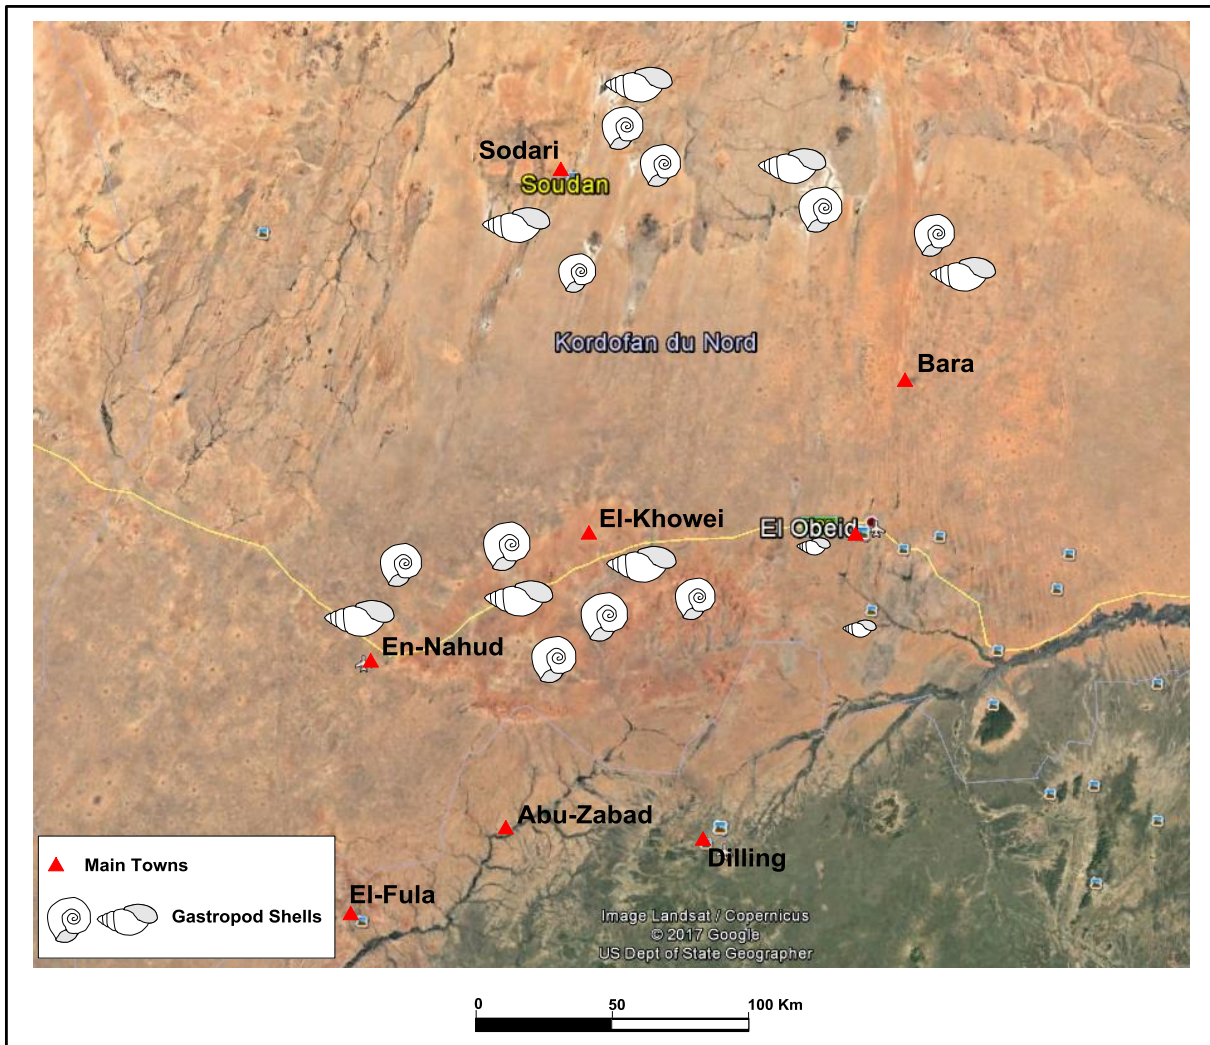 Sodari
Soudan
Kordofan du Nord
Bara
El-Khowei
El Obeid
En-Nahud
Abu-Zabad
Dilling
El-Fula
Main Towns
Gastropod Shells
Image Landsat / Copernicus
© 2017 Google
US Dept of State Geographer
0 50 100 Km